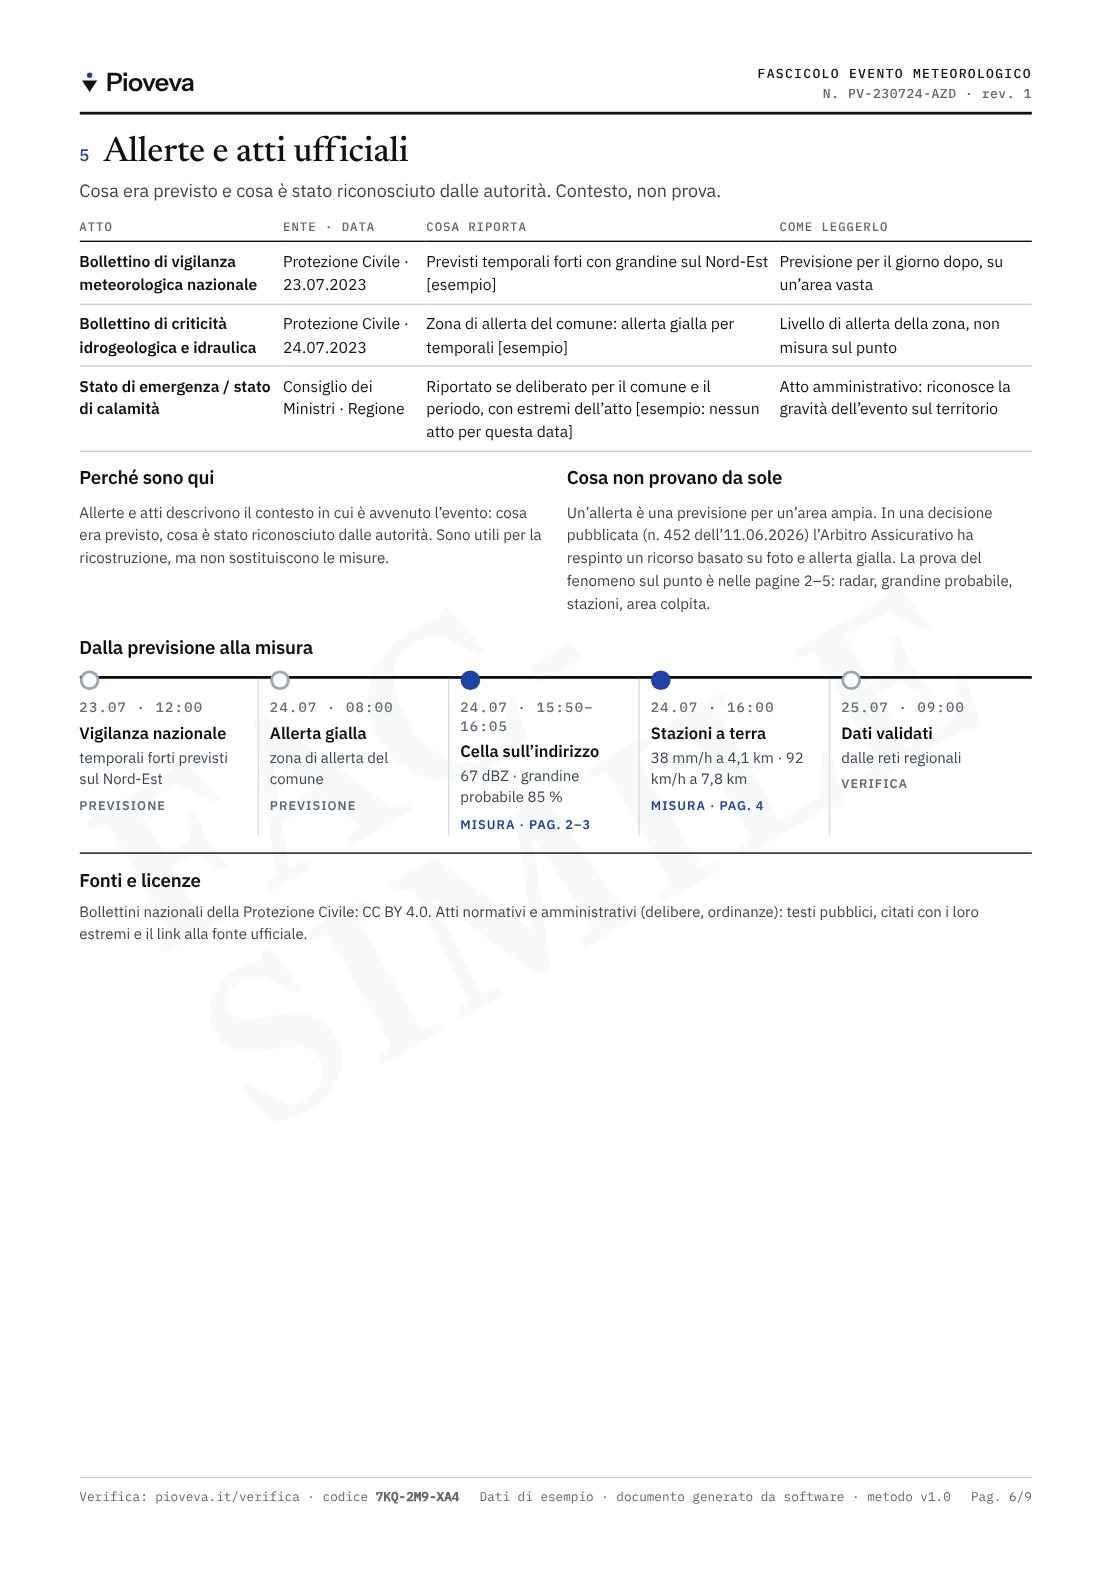 Pioveva
FASCICOLO EVENTO METEOROLOGICO
N. PV-230724-AZD · rev. 1
5 Allerte e atti ufficiali
Cosa era previsto e cosa è stato riconosciuto dalle autorità. Contesto, non prova.
ATTO ENTE · DATA COSA RIPORTA COME LEGGERLO
Bollettino di vigilanza meteorologica nazionale
Protezione Civile · 23.07.2023
Previsti temporali forti con grandine sul Nord-Est [esempio]
Previsione per il giorno dopo, su un’area vasta
Bollettino di criticità idrogeologica e idraulica
Protezione Civile · 24.07.2023
Zona di allerta del comune: allerta gialla per temporali [esempio]
Livello di allerta della zona, non misura sul punto
Stato di emergenza / stato di calamità
Consiglio dei Ministri · Regione
Riportato se deliberato per il comune e il periodo, con estremi dell’atto [esempio: nessun atto per questa data]
Atto amministrativo: riconosce la gravità dell’evento sul territorio
Perché sono qui
Allerte e atti descrivono il contesto in cui è avvenuto l’evento: cosa
era previsto, cosa è stato riconosciuto dalle autorità. Sono utili per la
ricostruzione, ma non sostituiscono le misure.
Cosa non provano da sole
Un’allerta è una previsione per un’area ampia. In una decisione
pubblicata (n. 452 dell’11.06.2026) l’Arbitro Assicurativo ha
respinto un ricorso basato su foto e allerta gialla. La prova del
fenomeno sul punto è nelle pagine 2–5: radar, grandine probabile,
stazioni, area colpita.
Dalla previsione alla misura
23.07 · 12:00
Vigilanza nazionale
temporali forti previsti
sul Nord-Est
PREVISIONE
24.07 · 08:00
Allerta gialla
zona di allerta del
comune
PREVISIONE
24.07 · 15:50–
16:05
Cella sull’indirizzo
67 dBZ · grandine
probabile 85 %
MISURA · PAG. 2–3
24.07 · 16:00
Stazioni a terra
38 mm/h a 4,1 km · 92
km/h a 7,8 km
MISURA · PAG. 4
25.07 · 09:00
Dati validati
dalle reti regionali
VERIFICA
Fonti e licenze
Bollettini nazionali della Protezione Civile: CC BY 4.0. Atti normativi e amministrativi (delibere, ordinanze): testi pubblici, citati con i loro
estremi e il link alla fonte ufficiale.
FAC-
SIMILE
Verifica: pioveva.it/verifica · codice 7KQ-2M9-XA4 Dati di esempio · documento generato da software · metodo v1.0 Pag. 6/9